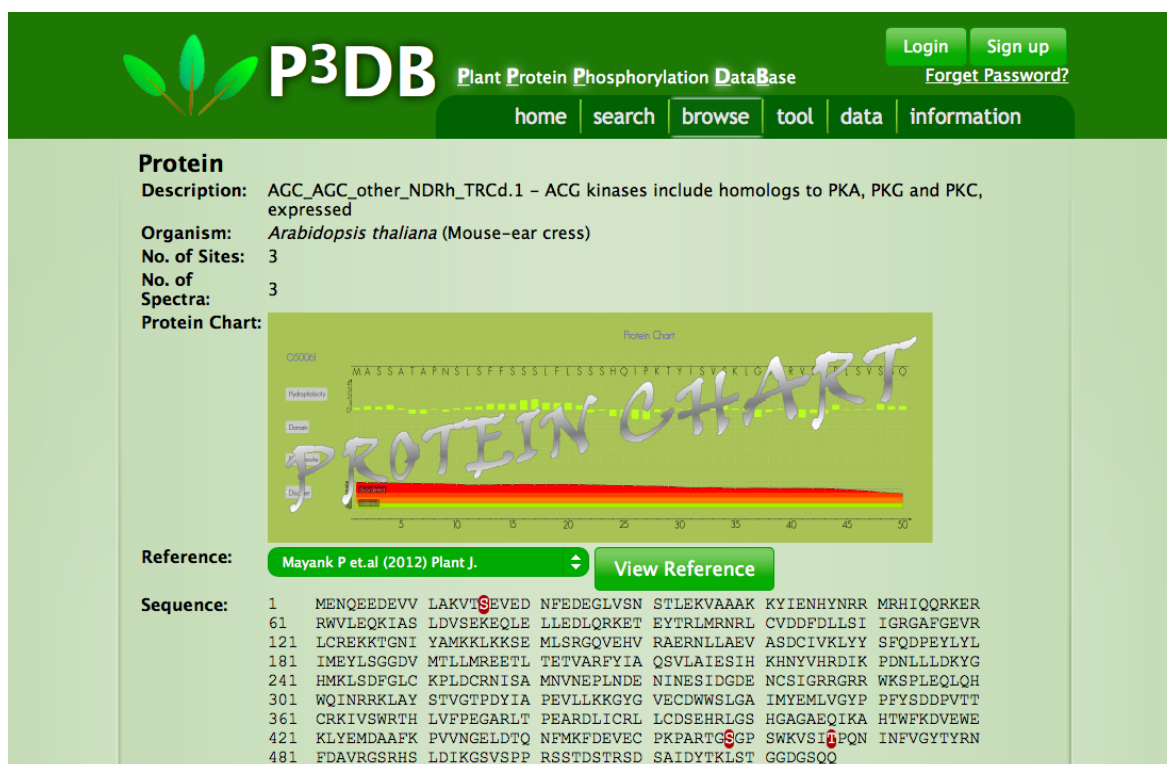 P3DB Plant Protein Phosphorylation DataBase
Login Sign up
Forget Password?
home search browse tool data information
Protein
Description: AGC_AGC_other_NDRh_TRCd.1 – ACG kinases include homologs to PKA, PKG and PKC,
expressed
Organism: Arabidopsis thaliana (Mouse-ear cress)
No. of Sites: 3
No. of
Spectra: 3
Protein Chart:
Protein Chart
Hydrophobicity
Domain
PROTEIN CHART
5 10 15 20 25 30 35 40 45 50
Reference: Mayank P et.al (2012) Plant J. View Reference
Sequence: 1 MENQEEDEVV LAKVTSEVED NFEDEGLVSN STLEKVAAAK KYIENHYNRR MRHIQQRKER
61 RWVLEQKIAS LDVSEKEQLE LLEDLQRKET EYTRLMRNRL CVDDFDLLSI IGRGAFGEVR
121 LCREKKTGNI YAMKKLKKSE MLSRGQVEHV RAERNLLAEV ASDCIVKLYY SFQDPEYLYL
181 IMEYLSGGDV MTLLMREETL TETVARFYIA QSVLAIESIH KHNYVHRDIK PDNLLLDKYG
241 HMKLSDFGLC KPLDCRNISA MNVNEPLNDE NINESIDGDE NCSIGRRGRR WKSPLEQLQH
301 WQINRRKLAY STVGTPDYIA PEVLLKKGYG VECDWWSLGA IMYEMLVGYP PFYSDDPVTT
361 CRKIVSWRTH LVFPEGARLT PEARDLICRL LCDSEHRLGS HGAGAEQIKA HTWFKDVEWE
421 KLYEMDAAFK PVVNGELDTQ NFMKFDEVEC PKPARTGSGP SWKVSITPQN INFVGYTYRN
481 FDAVRGSRHS LDIKGSVSPP RSSTDSTRSD SAIDYTKLST GGDGSQQ